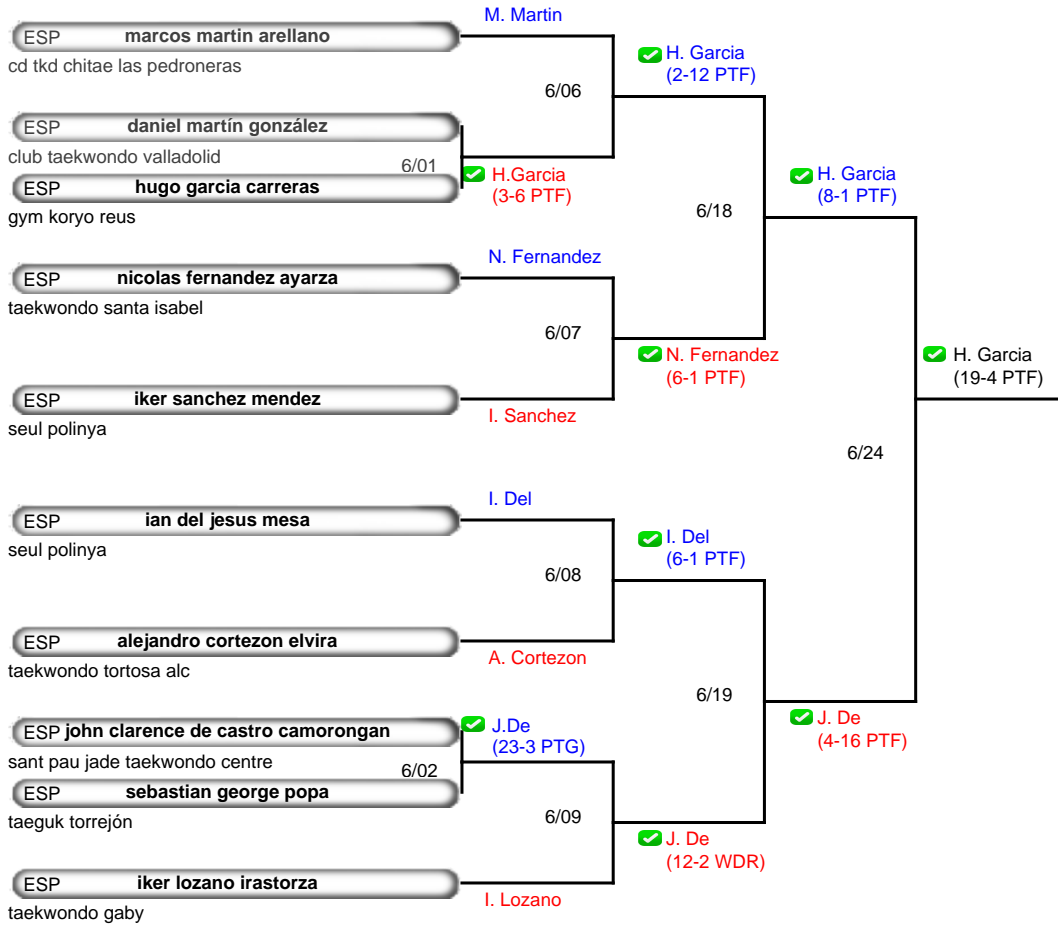 M. Martin
ESP marcos martin arellano
cd tkd chitae las pedroneras
H. Garcia
(2-12 PTF)
6/06
ESP daniel martín gonzález
club taekwondo valladolid
6/01
H.Garcia
(3-6 PTF)
ESP hugo garcia carreras
gym koryo reus
H. Garcia
(8-1 PTF)
6/18
N. Fernandez
ESP nicolas fernandez ayarza
taekwondo santa isabel
6/07
N. Fernandez
(6-1 PTF)
H. Garcia
(19-4 PTF)
ESP iker sanchez mendez
I. Sanchez
seul polinya
6/24
I. Del
ESP ian del jesus mesa
seul polinya
I. Del
(6-1 PTF)
6/08
ESP alejandro cortezon elvira
A. Cortezon
taekwondo tortosa alc
6/19
J. De
(4-16 PTF)
ESP john clarence de castro camorongan
J.De
(23-3 PTG)
sant pau jade taekwondo centre
6/02
ESP sebastian george popa
taeguk torrejón
6/09
J. De
(12-2 WDR)
ESP iker lozano irastorza
I. Lozano
taekwondo gaby